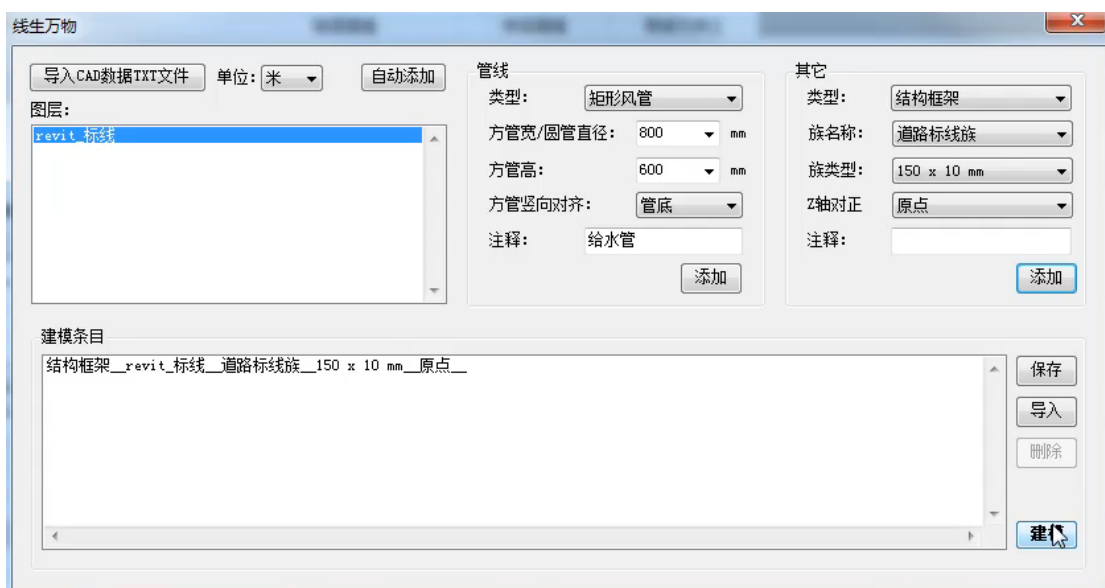 线生万物
导入CAD数据TXT文件 单位: 米 自动添加
图层:
revit_标线
管线
类型: 矩形风管
方管宽/圆管直径: 800 mm
方管高: 600 mm
方管竖向对齐: 管底
注释: 给水管
添加
其它
类型: 结构框架
族名称: 道路标线族
族类型: 150 x 10 mm
Z轴对正 原点
注释:
添加
建模条目
结构框架__revit_标线__道路标线族__150 x 10 mm__原点__
保存
导入
删除